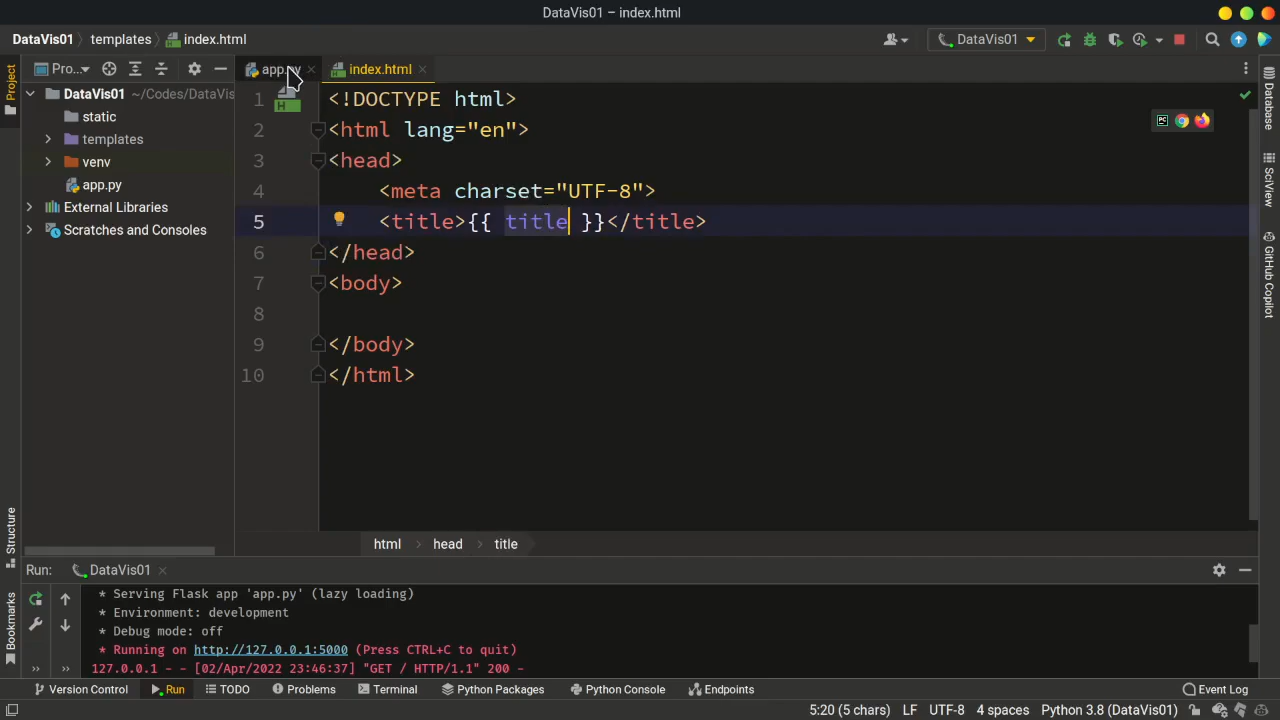 DataVis01 – index.html
DataVis01 templates index.html
DataVis01
Project
Pro...
app.py
index.html
DataVis01 ~/Codes/DataVis
static
templates
venv
app.py
External Libraries
Scratches and Consoles
1 <!DOCTYPE html>
2 <html lang="en">
3 <head>
4 <meta charset="UTF-8">
5 <title>{{ title }}</title>
6 </head>
7 <body>
8
9 </body>
10 </html>
Database
SciView
GitHub Copilot
html head title
Structure
Bookmarks
Run: DataVis01
* Serving Flask app 'app.py' (lazy loading)
* Environment: development
* Debug mode: off
* Running on http://127.0.0.1:5000 (Press CTRL+C to quit)
127.0.0.1 - - [02/Apr/2022 23:46:37] "GET / HTTP/1.1" 200 -
Version Control Run TODO Problems Terminal Python Packages Python Console Endpoints Event Log
5:20 (5 chars) LF UTF-8 4 spaces Python 3.8 (DataVis01)